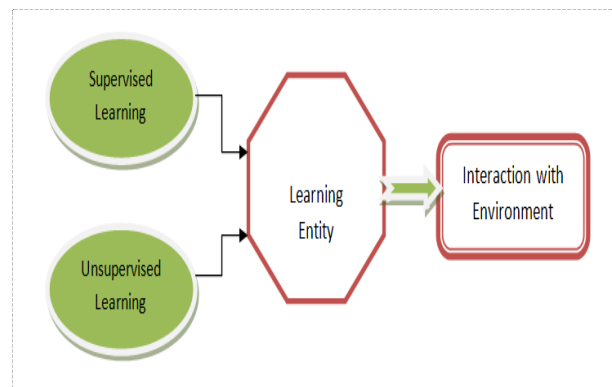 Supervised
Learning
Unsupervised
Learning
Learning
Entity
Interaction with
Environment